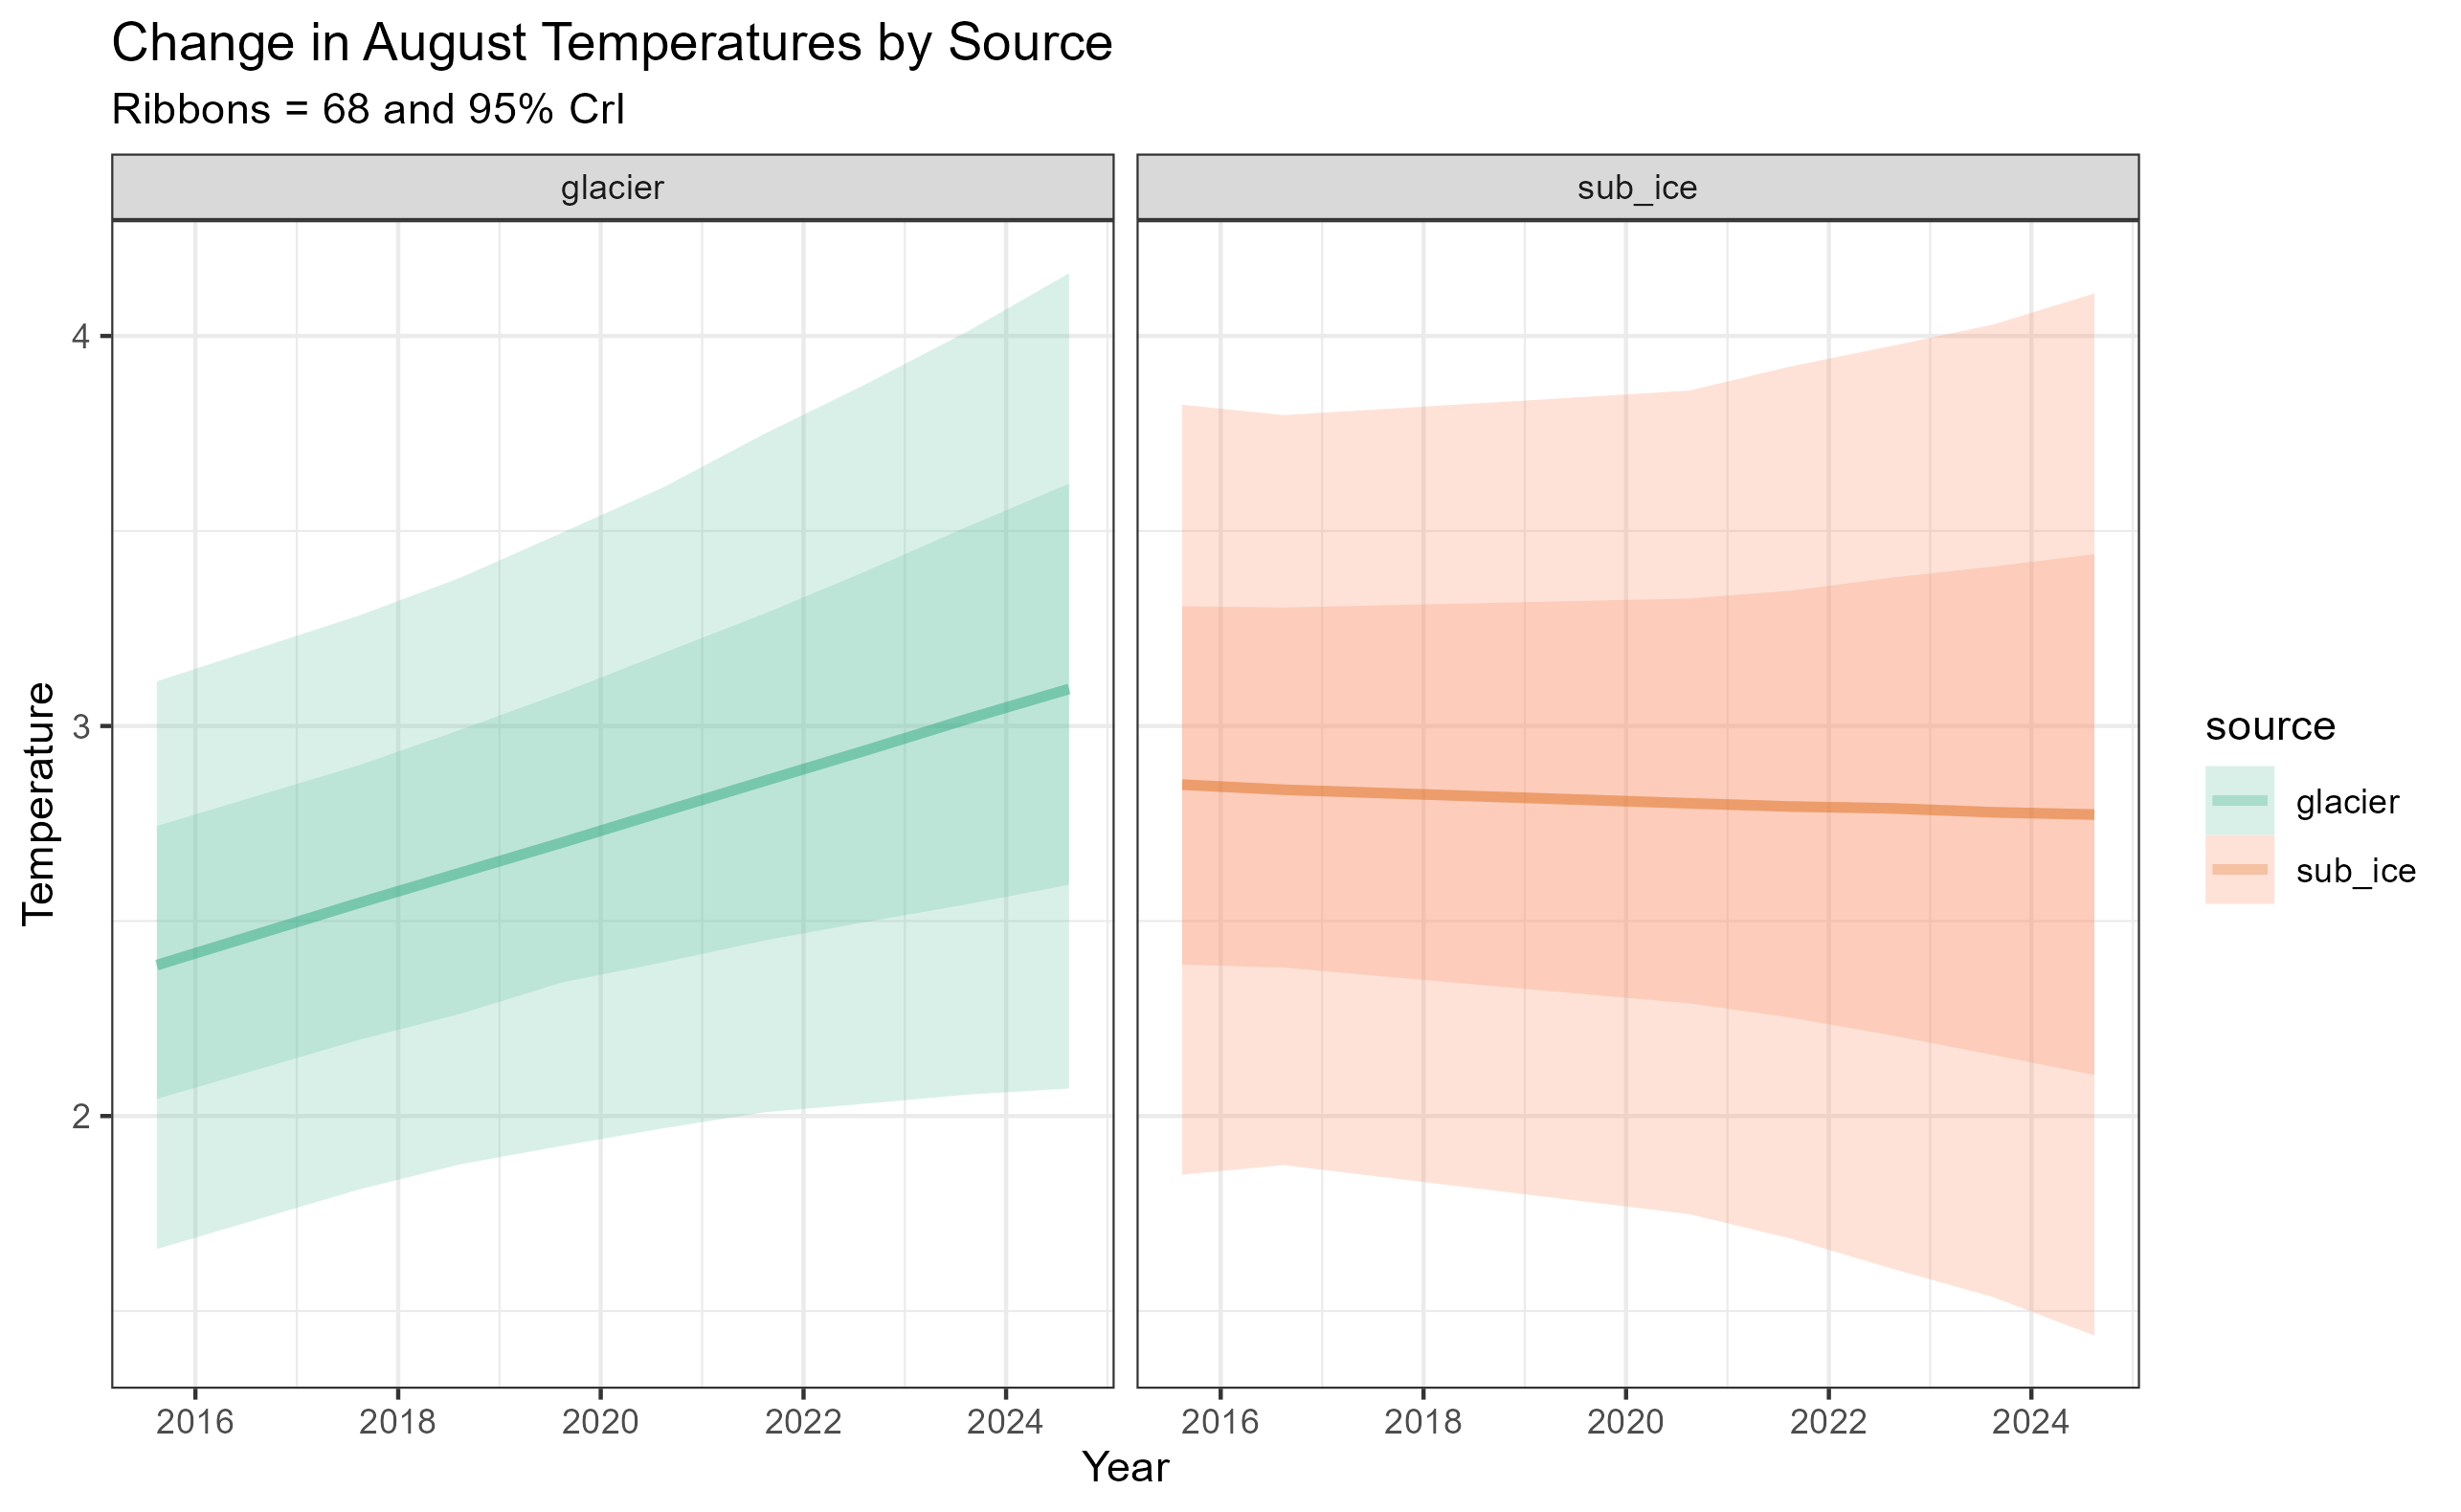 Change in August Temperatures by Source
Ribbons = 68 and 95% CrI
glacier
sub_ice
Temperature
4
3
2
2016
2018
2020
2022
2024
2016
2018
2020
2022
2024
Year
source
glacier
sub_ice